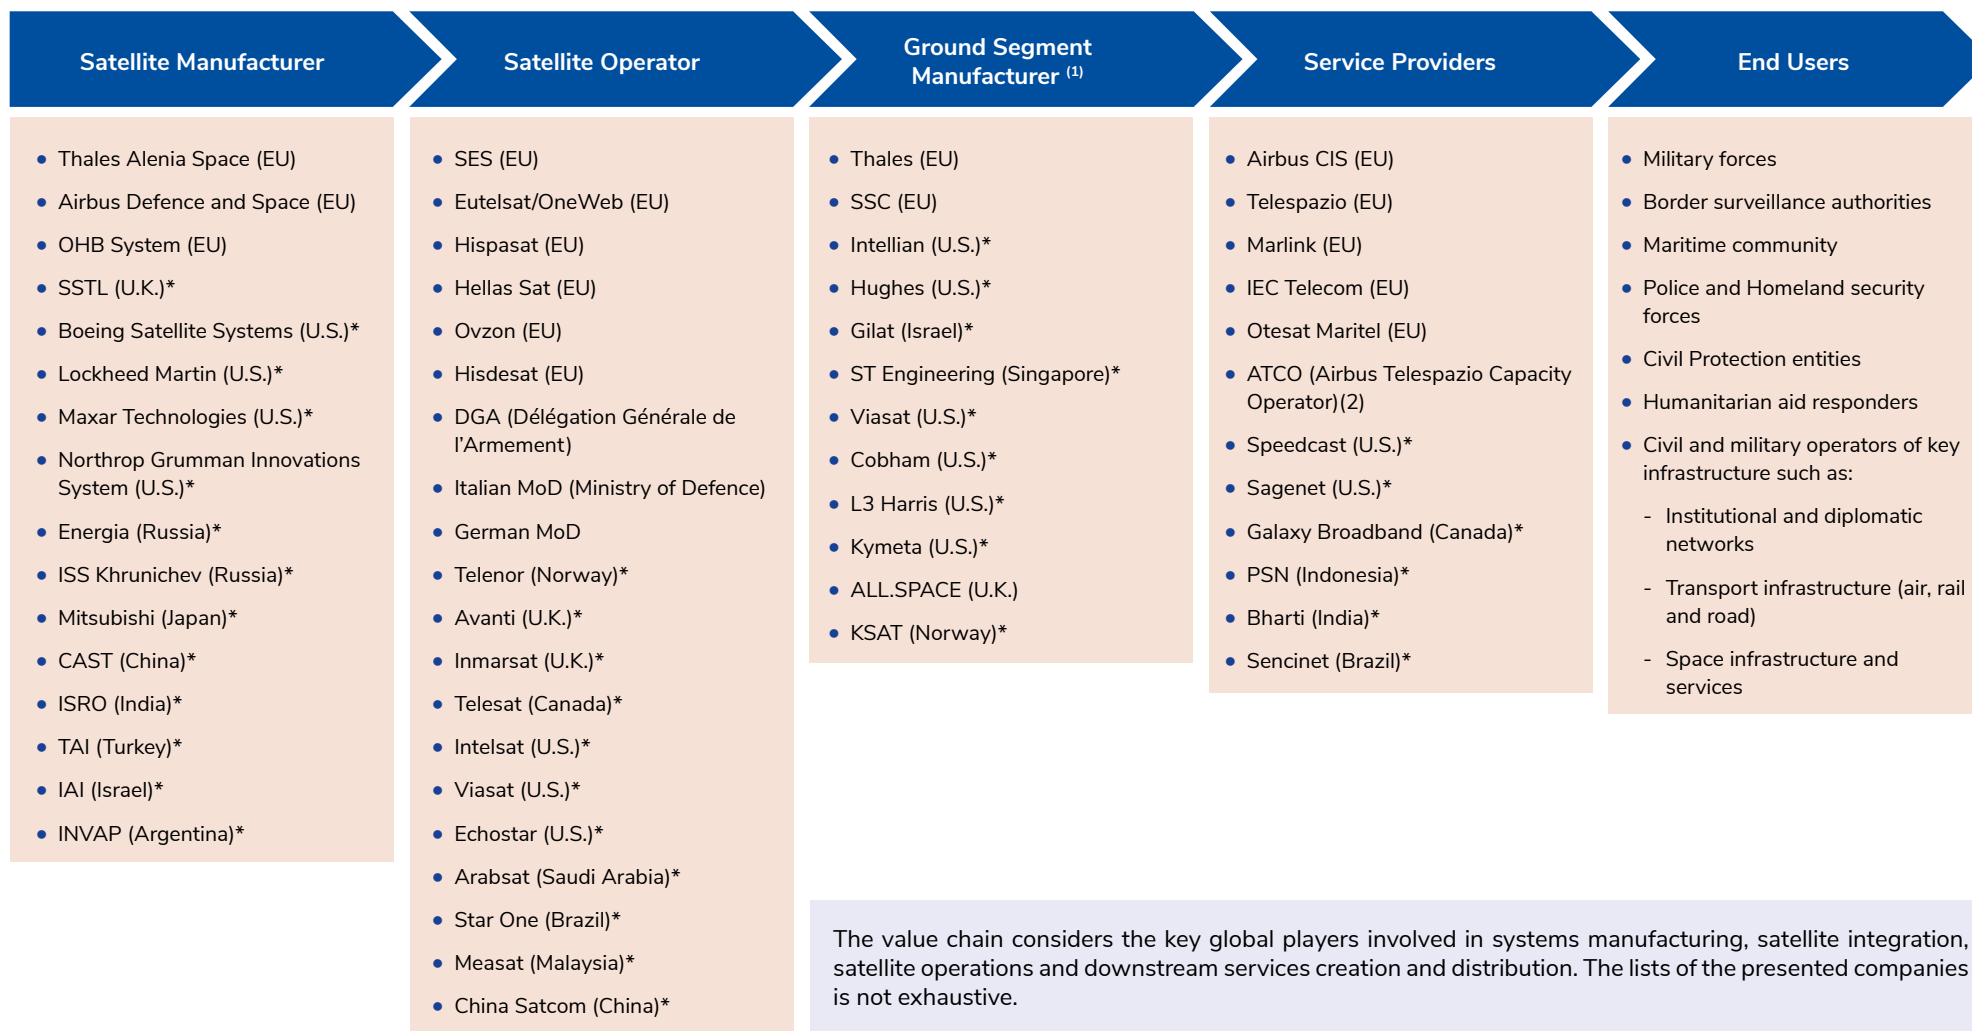 Satellite Manufacturer
Satellite Operator
Ground Segment
Manufacturer (1)
Service Providers
End Users
• Thales Alenia Space (EU)
• Airbus Defence and Space (EU)
• OHB System (EU)
• SSTL (U.K.)*
• Boeing Satellite Systems (U.S.)*
• Lockheed Martin (U.S.)*
• Maxar Technologies (U.S.)*
• Northrop Grumman Innovations
System (U.S.)*
• Energia (Russia)*
• ISS Khrunichev (Russia)*
• Mitsubishi (Japan)*
• CAST (China)*
• ISRO (India)*
• TAI (Turkey)*
• IAI (Israel)*
• INVAP (Argentina)*
• SES (EU)
• Eutelsat/OneWeb (EU)
• Hispasat (EU)
• Hellas Sat (EU)
• Ovzon (EU)
• Hisdesat (EU)
• DGA (Délégation Générale de
l'Armement)
• Italian MoD (Ministry of Defence)
• German MoD
• Telenor (Norway)*
• Avanti (U.K.)*
• Inmarsat (U.K.)*
• Telesat (Canada)*
• Intelsat (U.S.)*
• Viasat (U.S.)*
• Echostar (U.S.)*
• Arabsat (Saudi Arabia)*
• Star One (Brazil)*
• Measat (Malaysia)*
• China Satcom (China)*
• Thales (EU)
• SSC (EU)
• Intellian (U.S.)*
• Hughes (U.S.)*
• Gilat (Israel)*
• ST Engineering (Singapore)*
• Viasat (U.S.)*
• Cobham (U.S.)*
• L3 Harris (U.S.)*
• Kymeta (U.S.)*
• ALL.SPACE (U.K.)
• KSAT (Norway)*
• Airbus CIS (EU)
• Telespazio (EU)
• Marlink (EU)
• IEC Telecom (EU)
• Otesat Maritel (EU)
• ATCO (Airbus Telespazio Capacity
Operator)(2)
• Speedcast (U.S.)*
• Sagenet (U.S.)*
• Galaxy Broadband (Canada)*
• PSN (Indonesia)*
• Bharti (India)*
• Sencinet (Brazil)*
• Military forces
• Border surveillance authorities
• Maritime community
• Police and Homeland security
forces
• Civil Protection entities
• Humanitarian aid responders
• Civil and military operators of key
infrastructure such as:
- Institutional and diplomatic
networks
- Transport infrastructure (air, rail
and road)
- Space infrastructure and
services
The value chain considers the key global players involved in systems manufacturing, satellite integration,
satellite operations and downstream services creation and distribution. The lists of the presented companies
is not exhaustive.